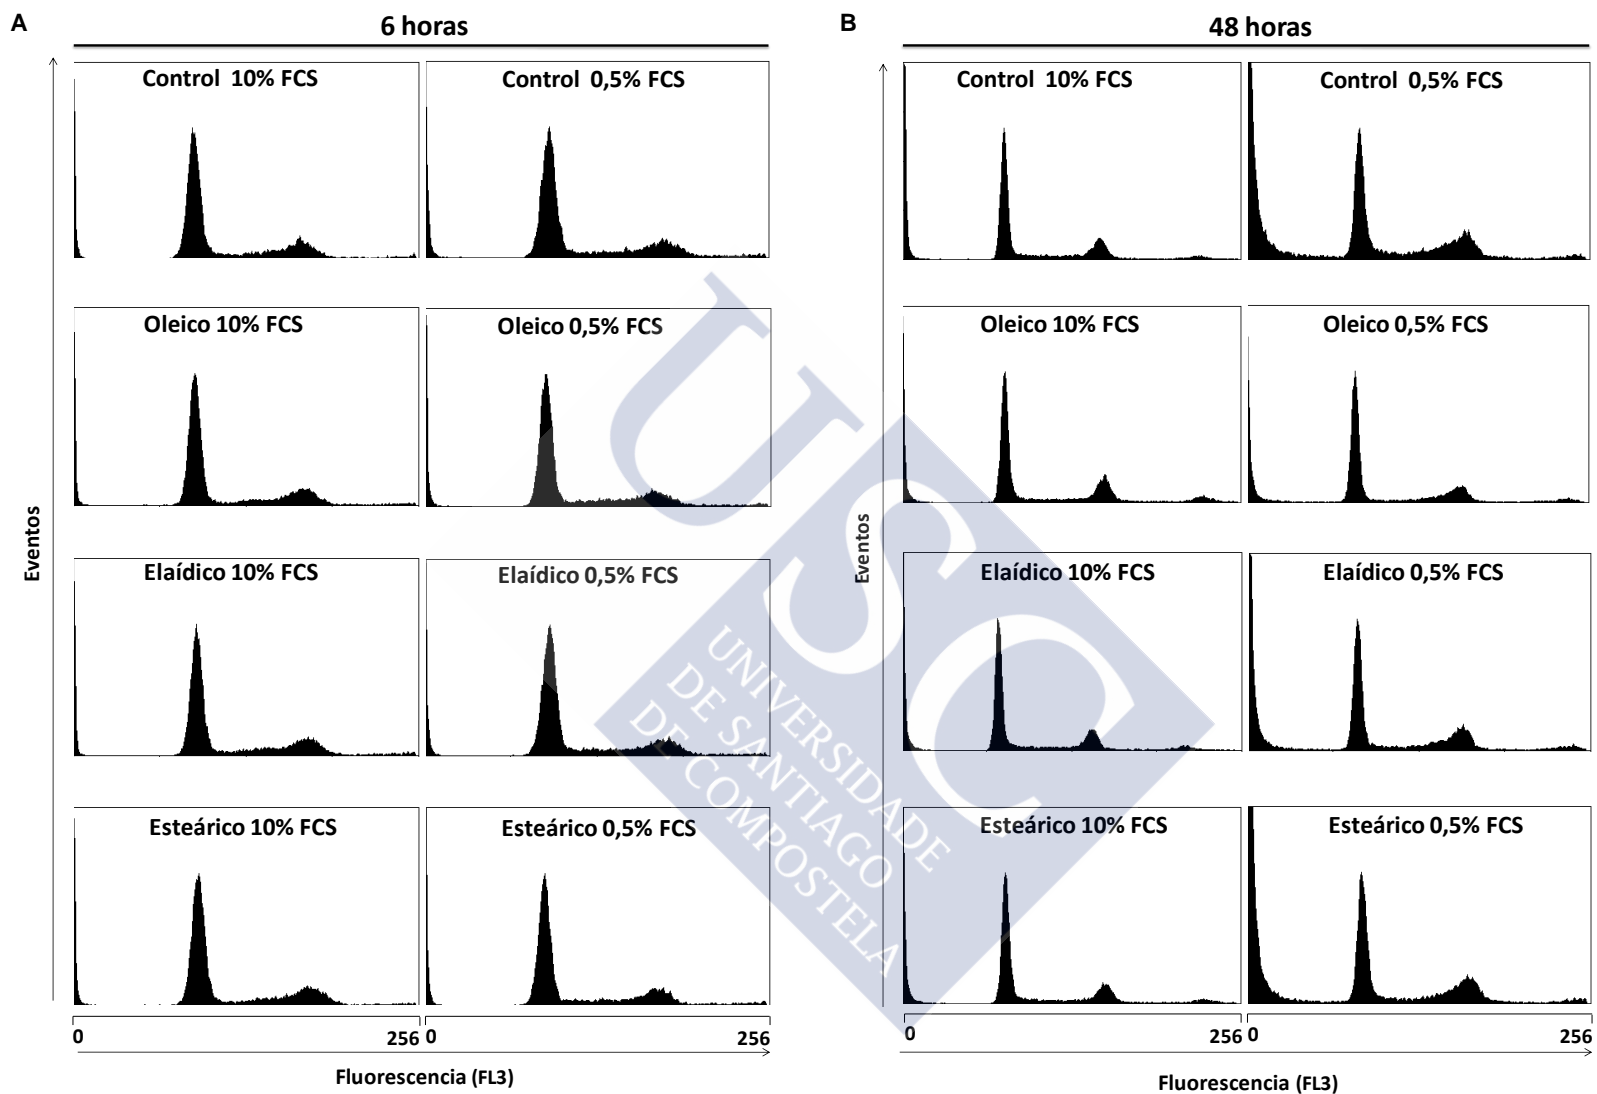 A
6 horas
Control 10% FCS
Control 0,5% FCS
Oleico 10% FCS
Oleico 0,5% FCS
Elaídico 10% FCS
Elaídico 0,5% FCS
Esteárico 10% FCS
Esteárico 0,5% FCS
Eventos
0
256
0
256
Fluorescencia (FL3)
B
48 horas
Control 10% FCS
Control 0,5% FCS
Oleico 10% FCS
Oleico 0,5% FCS
Elaídico 10% FCS
Elaídico 0,5% FCS
Esteárico 10% FCS
Esteárico 0,5% FCS
Eventos
0
256
0
256
Fluorescencia (FL3)
USC
UNIVERSIDADE
DE SANTIAGO
DE COMPOSTELA